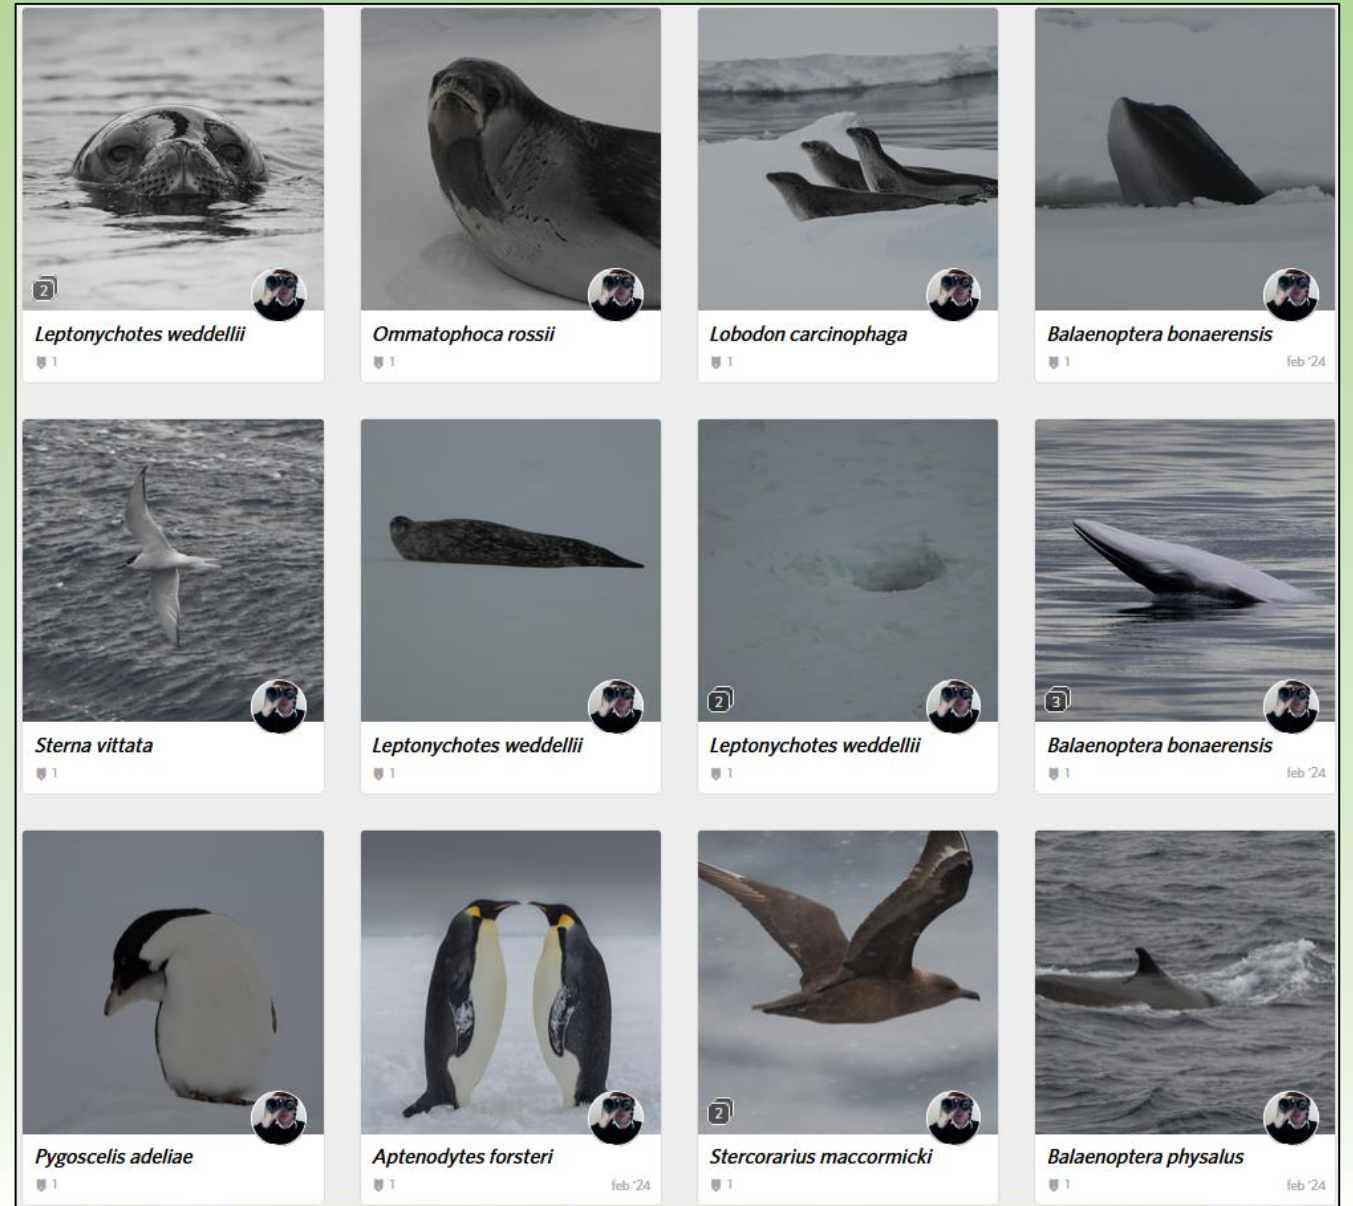 2
Leptonychotes weddellii
1
Ommatophoca rossii
1
Lobodon carcinophaga
1
Balaenoptera bonaerensis
1 feb '24
Sterna vittata
1
Leptonychotes weddellii
1
2
Leptonychotes weddellii
1
3
Balaenoptera bonaerensis
1 feb '24
Pygoscelis adeliae
1
Aptenodytes forsteri
1 feb '24
2
Stercorarius maccormicki
1
Balaenoptera physalus
1 feb '24